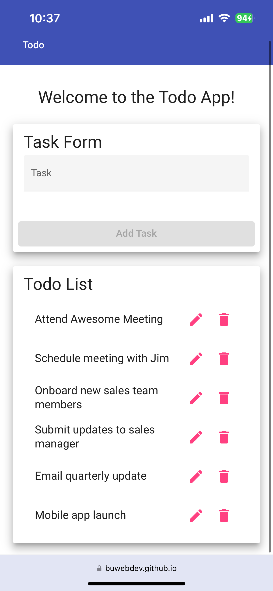 10:37
94
Todo
Welcome to the Todo App!
Task Form
Task
Add Task
Todo List
Attend Awesome Meeting
Schedule meeting with Jim
Onboard new sales team
members
Submit updates to sales
manager
Email quarterly update
Mobile app launch
buwebdev.github.io